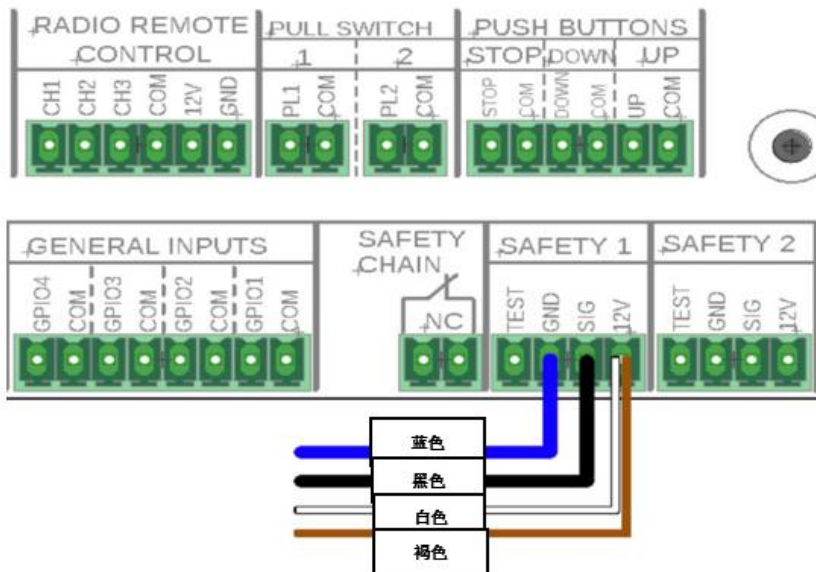 RADIO REMOTE CONTROL
PULL SWITCH
PUSH BUTTONS
1
2
STOP
DOWN
UP
CH1
CH2
CH3
COM
12V
GND
PL1
COM
PL2
COM
STOP
COM
DOWN
COM
UP
COM
GENERAL INPUTS
SAFETY CHAIN
SAFETY 1
SAFETY 2
GPIO4
COM
GPIO3
COM
GPIO2
COM
GPIO1
COM
NC
TEST
GND
SIG
12V
TEST
GND
SIG
12V
蓝色
黑色
白色
褐色